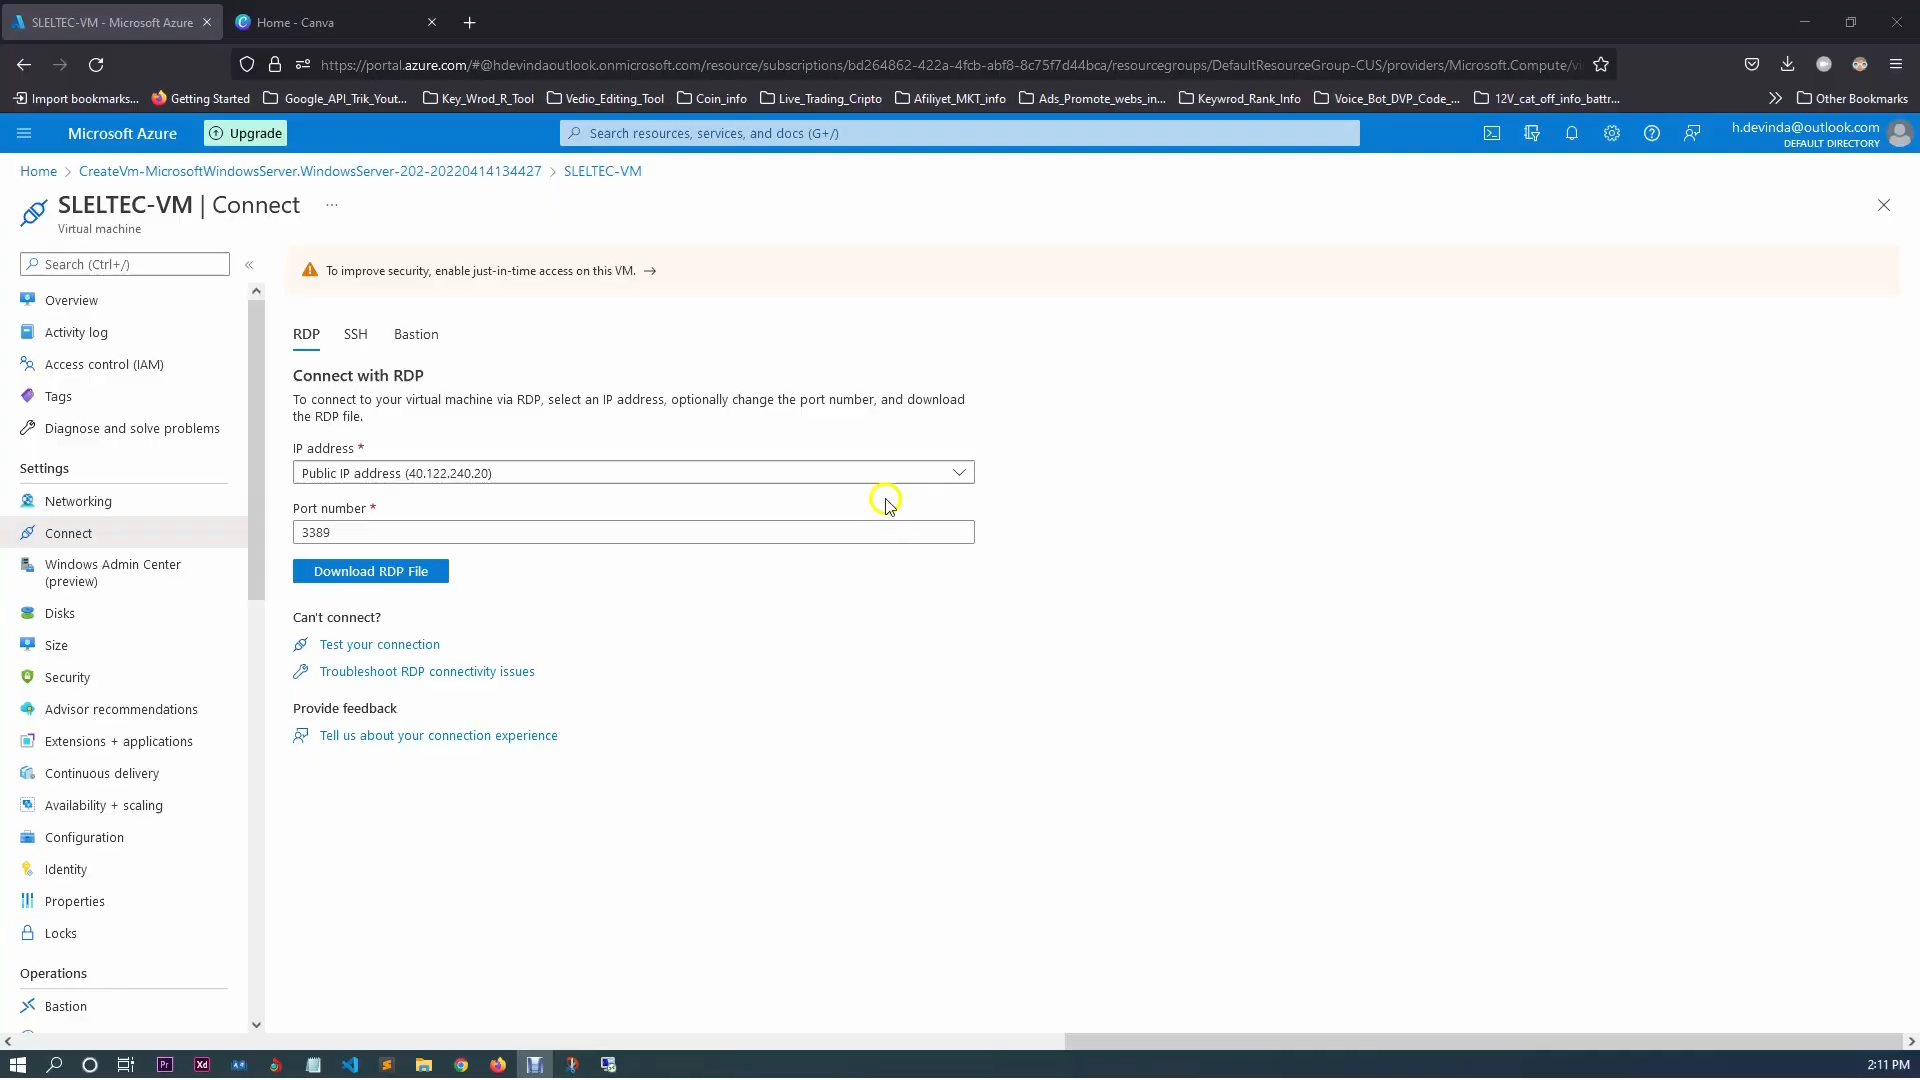 SLELTEC-VM - Microsoft Azure
Home - Canva
https://portal.azure.com/#@hdevindaoutlook.onmicrosoft.com/resource/subscriptions/bd264862-422a-4fcb-abf8-8c75f7d44bca/resourcegroups/DefaultResourceGroup-CUS/providers/Microsoft.Compute/vi
Import bookmarks... Getting Started Google_API_Trik_Yout... Key_Wrod_R_Tool Vedio_Editing_Tool Coin_info Live_Trading_Cripto Afiliyet_MKT_info Ads_Promote_webs_in... Keywrod_Rank_Info Voice_Bot_DVP_Code_... 12V_cat_off_info_battr... Other Bookmarks
Microsoft Azure
Upgrade
Search resources, services, and docs (G+/)
h.devinda@outlook.com
DEFAULT DIRECTORY
Home > CreateVm-MicrosoftWindowsServer.WindowsServer-202-20220414134427 > SLELTEC-VM
SLELTEC-VM | Connect ...
Virtual machine
Search (Ctrl+/)
Overview
Activity log
Access control (IAM)
Tags
Diagnose and solve problems
Settings
Networking
Connect
Windows Admin Center
(preview)
Disks
Size
Security
Advisor recommendations
Extensions + applications
Continuous delivery
Availability + scaling
Configuration
Identity
Properties
Locks
Operations
Bastion
To improve security, enable just-in-time access on this VM. →
RDP SSH Bastion
Connect with RDP
To connect to your virtual machine via RDP, select an IP address, optionally change the port number, and download
the RDP file.
IP address *
Public IP address (40.122.240.20)
Port number *
3389
Download RDP File
Can't connect?
Test your connection
Troubleshoot RDP connectivity issues
Provide feedback
Tell us about your connection experience
Pr
Xd
2:11 PM